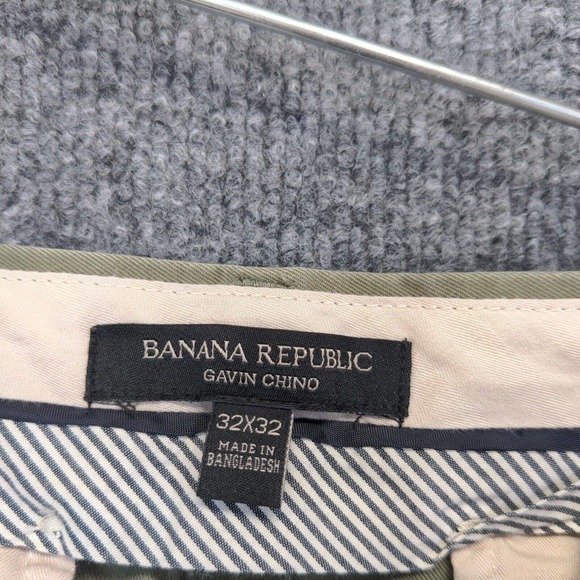 BANANA REPUBLIC
GAVIN CHINO
32X32
MADE IN
BANGLADESH